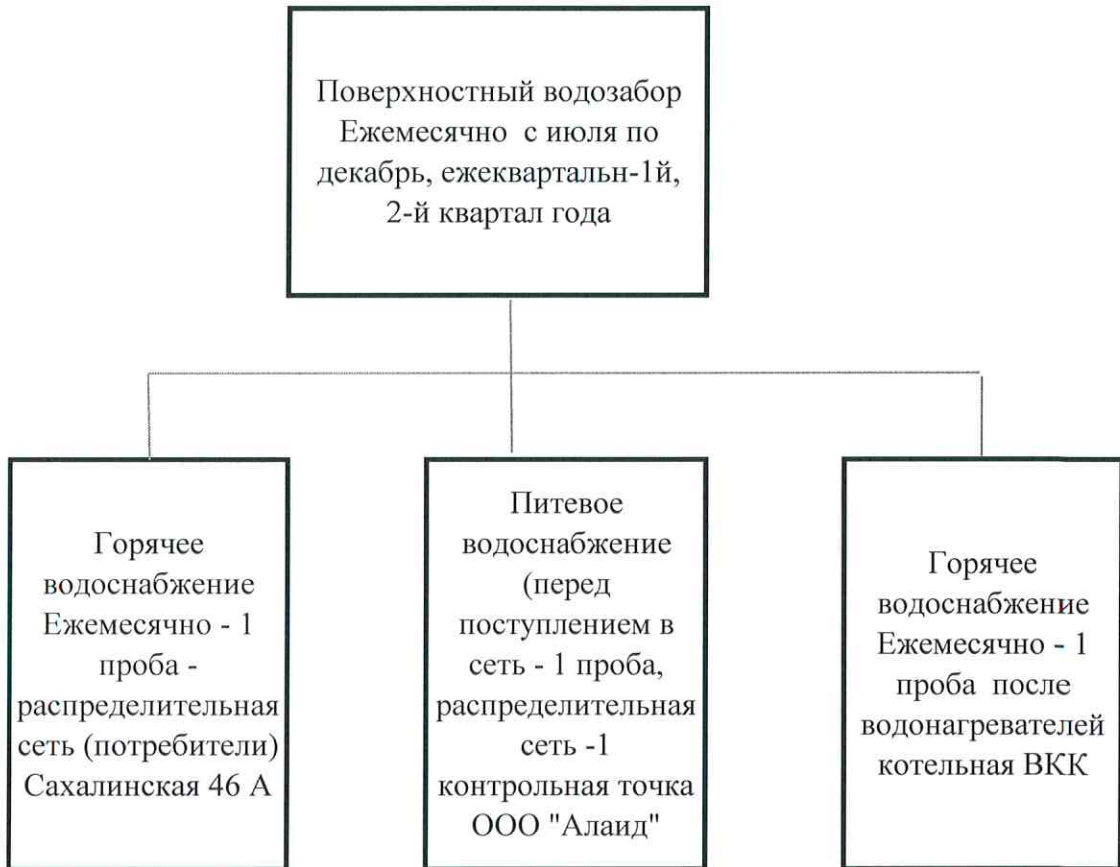 Поверхностный водозабор
Ежемесячно с июля по
декабрь, ежеквартальн-1й,
2-й квартал года
Горячее
водоснабжение
Ежемесячно - 1
проба -
распределительная
сеть (потребители)
Сахалинская 46 А
Питевое
водоснабжение
(перед
поступлением в
сеть - 1 проба,
распределительная
сеть -1
контрольная точка
ООО "Алаид"
Горячее
водоснабжение
Ежемесячно - 1
проба после
водонагревателей
котельная ВКК